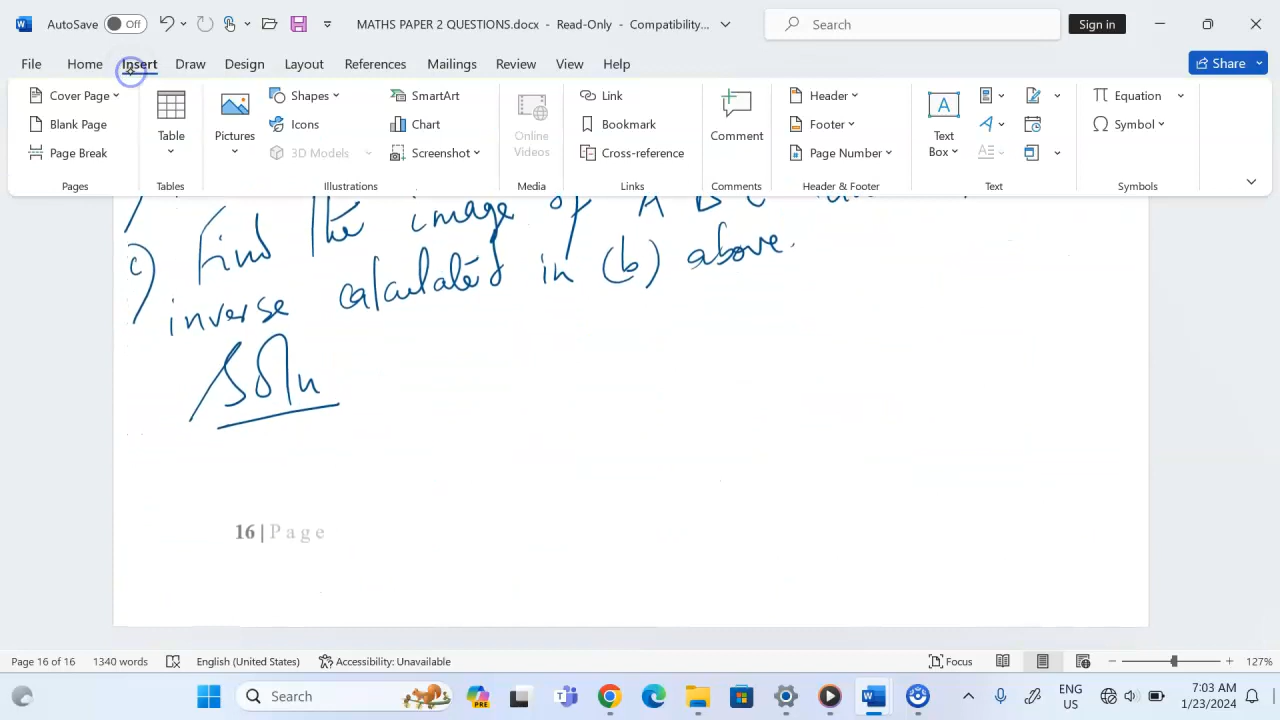 AutoSave Off MATHS PAPER 2 QUESTIONS.docx - Read-Only - Compatibility... Search Sign in
File Home Insert Draw Design Layout References Mailings Review View Help Share
Cover Page
Blank Page
Page Break
Pages
Table
Tables
Pictures
Shapes
Icons
3D Models
SmartArt
Chart
Screenshot
Illustrations
Online
Videos
Media
Link
Bookmark
Cross-reference
Links
Comment
Comments
Header
Footer
Page Number
Header & Footer
Text
Box
Text
Equation
Symbol
Symbols
c) Find the image of A B C
inverse calculated in (b) above.
Soln
16 | Page
Page 16 of 16 1340 words English (United States) Accessibility: Unavailable Focus 127%
Search ENG
US 7:03 AM
1/23/2024